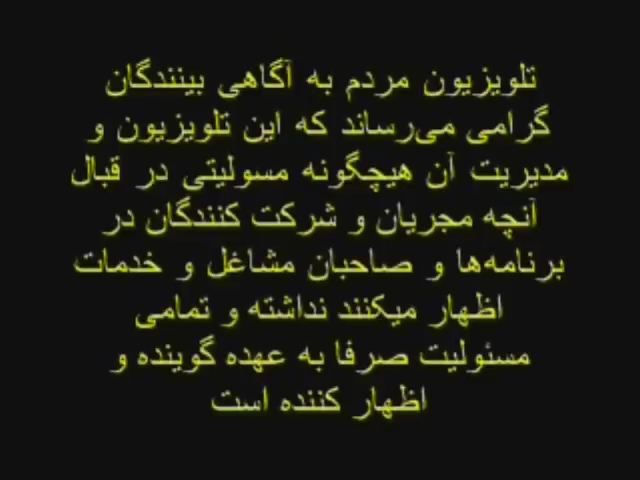 تلویزیون مردم به آگاهی بینندگان
گرامی می‌رساند که این تلویزیون و
مدیریت آن هیچگونه مسولیتی در قبال
آنچه مجریان و شرکت کنندگان در
برنامه‌ها و صاحبان مشاغل و خدمات
اظهار میکنند نداشته و تمامی
مسئولیت صرفا به عهده گوینده و
اظهار کننده است